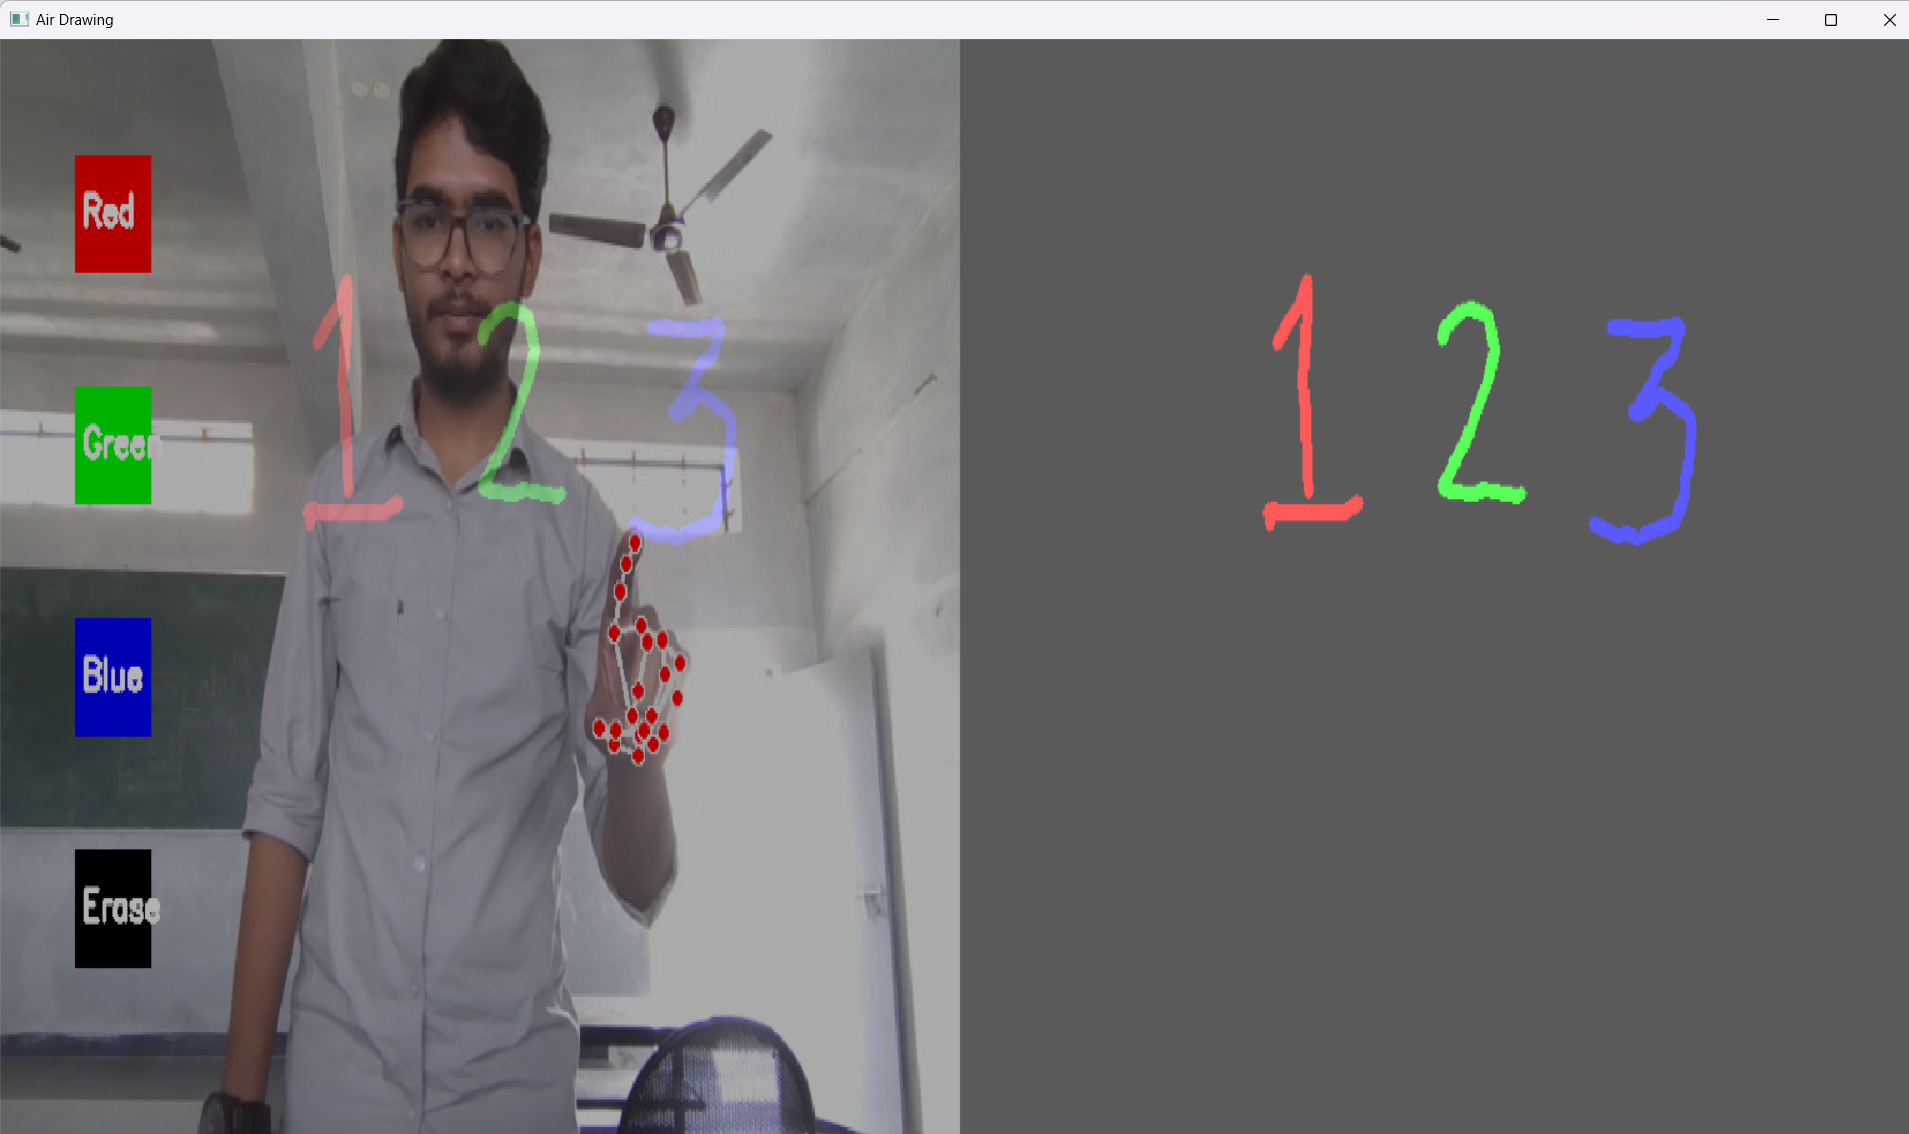 Air Drawing
Red
Green
Blue
Erase
1 2 3
1 2 3